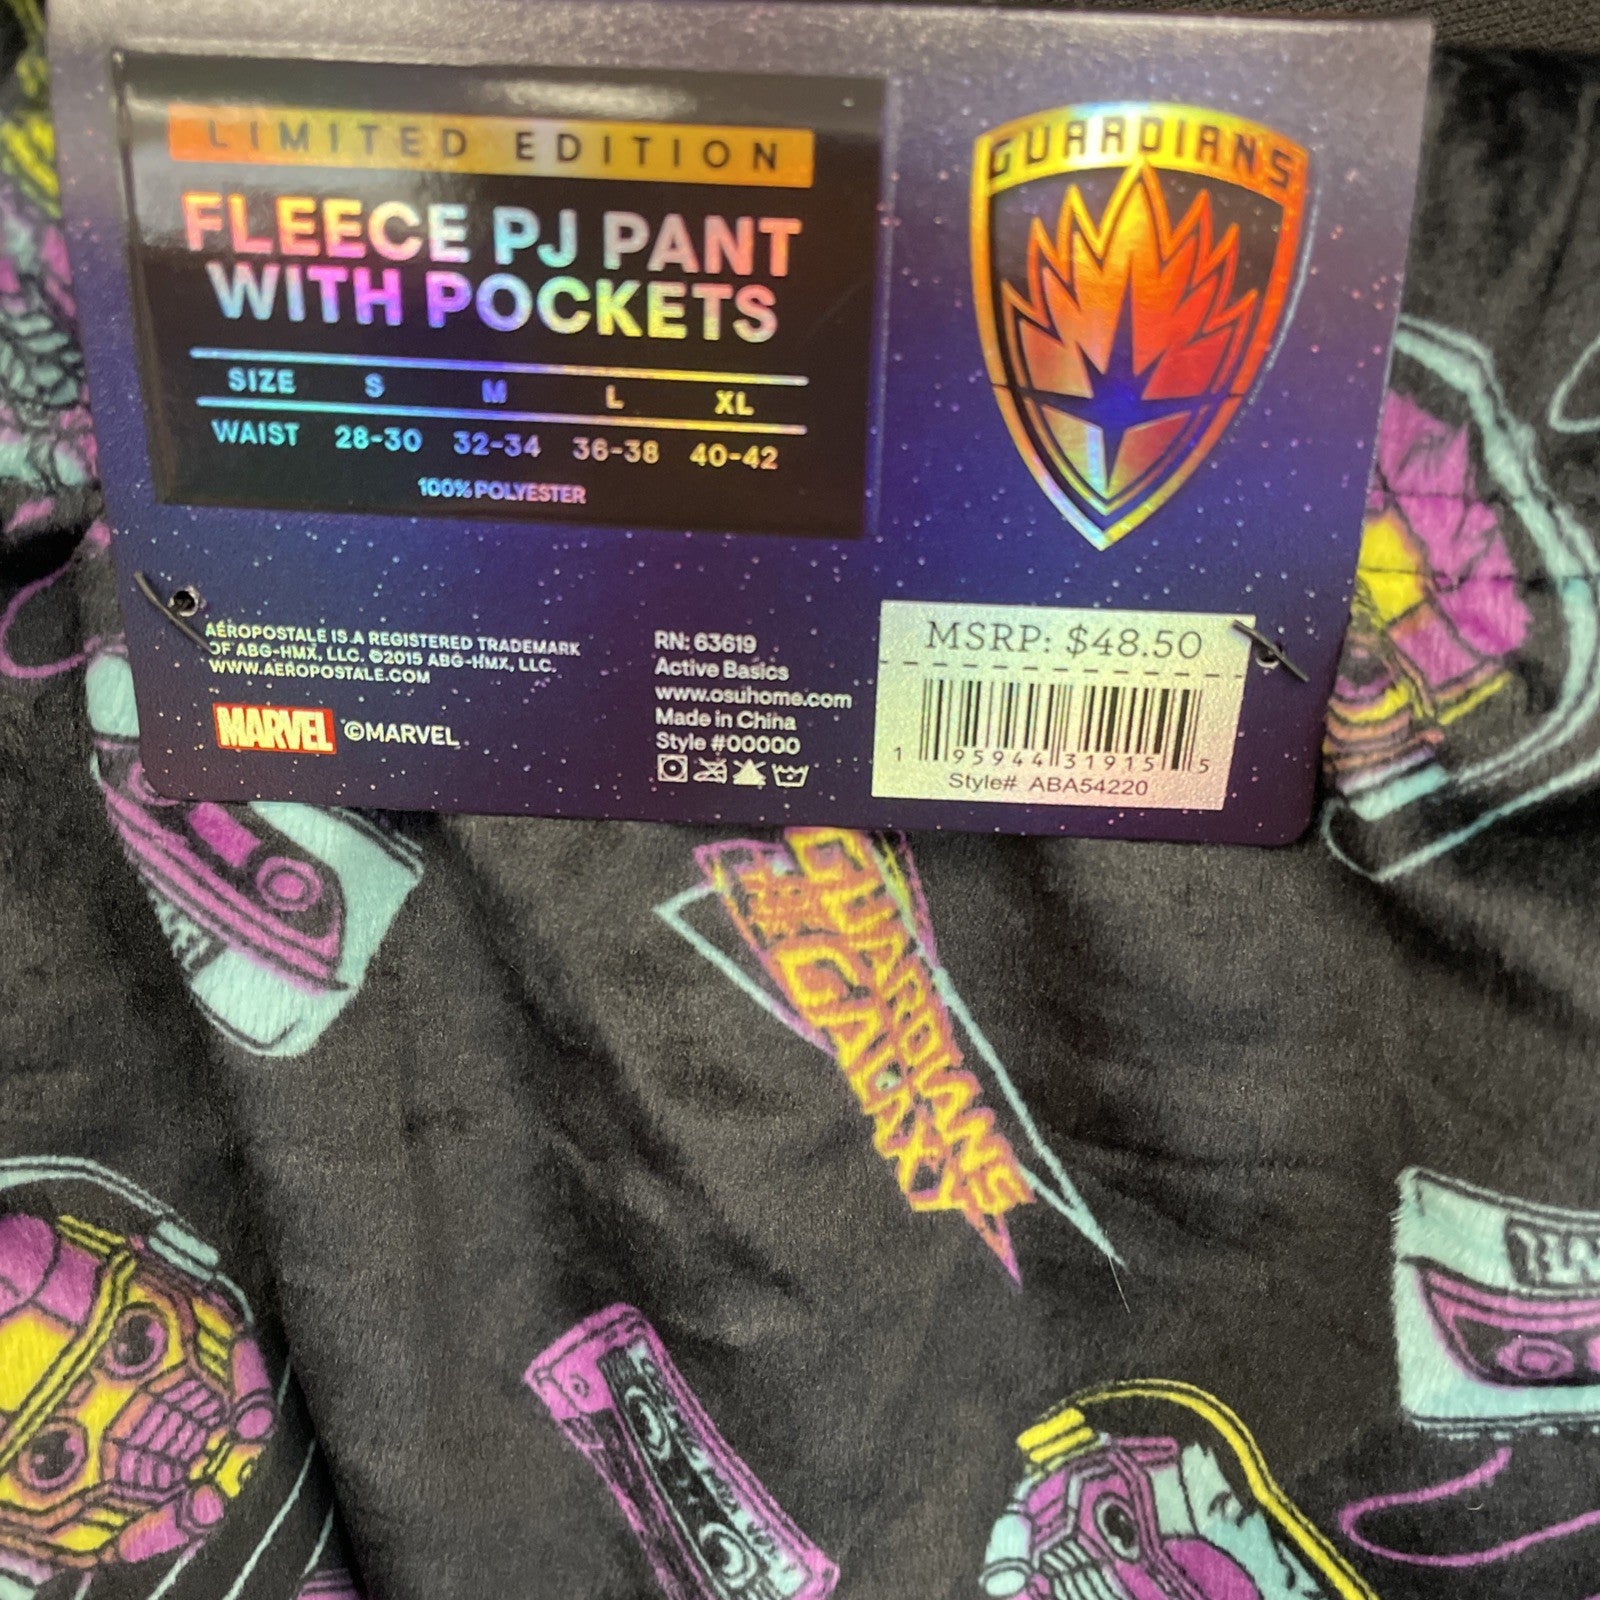 LIMITED EDITION
FLEECE PJ PANT
WITH POCKETS
SIZE S M L XL
WAIST 28-30 32-34 36-38 40-42
100% POLYESTER
GUARDIANS
AÉROPOSTALE IS A REGISTERED TRADEMARK
OF ABG-HMX, LLC. ©2015 ABG-HMX, LLC.
WWW.AEROPOSTALE.COM
MARVEL ©MARVEL
RN: 63619
Active Basics
www.osuhome.com
Made in China
Style #00000
MSRP: $48.50
1 95944 31915 5
Style# ABA54220
GUARDIANS
OF THE
GALAXY